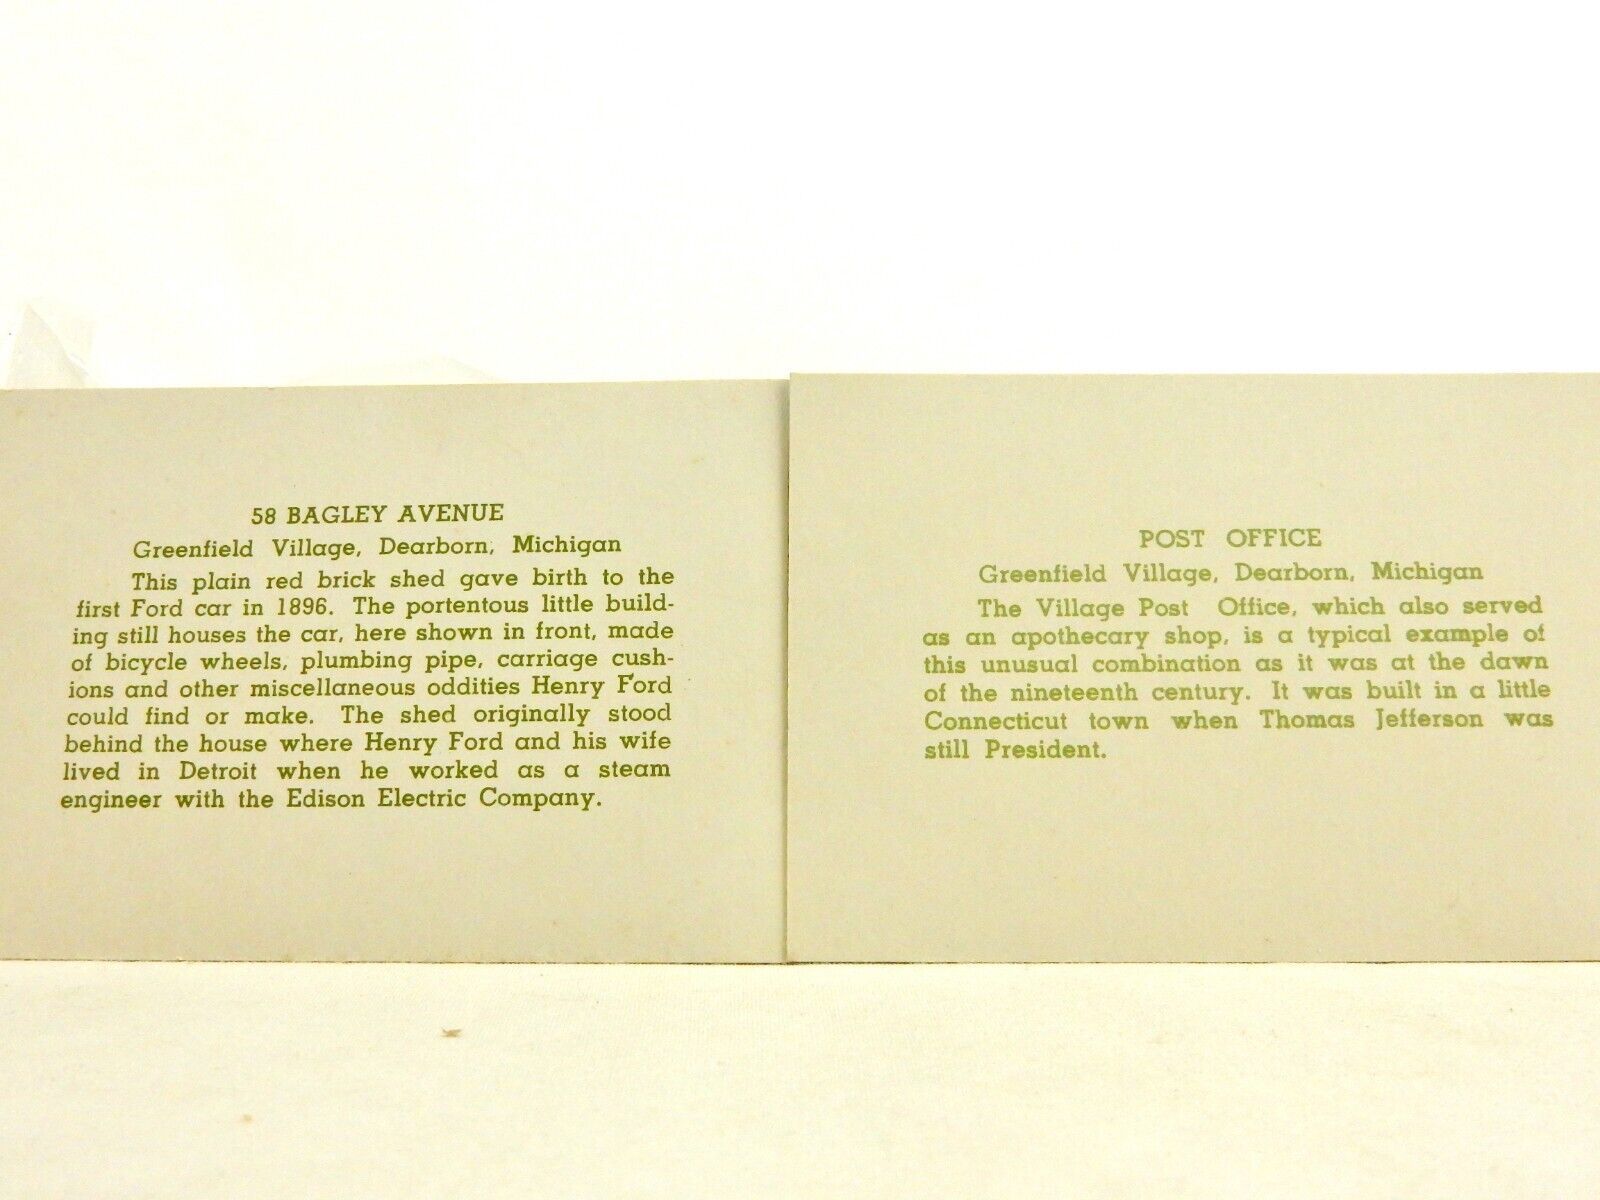 58 BAGLEY AVENUE
Greenfield Village, Dearborn, Michigan
This plain red brick shed gave birth to the
first Ford car in 1896. The portentous little build-
ing still houses the car, here shown in front, made
of bicycle wheels, plumbing pipe, carriage cush-
ions and other miscellaneous oddities Henry Ford
could find or make. The shed originally stood
behind the house where Henry Ford and his wife
lived in Detroit when he worked as a steam
engineer with the Edison Electric Company.
POST OFFICE
Greenfield Village, Dearborn, Michigan
The Village Post Office, which also served
as an apothecary shop, is a typical example of
this unusual combination as it was at the dawn
of the nineteenth century. It was built in a little
Connecticut town when Thomas Jefferson was
still President.